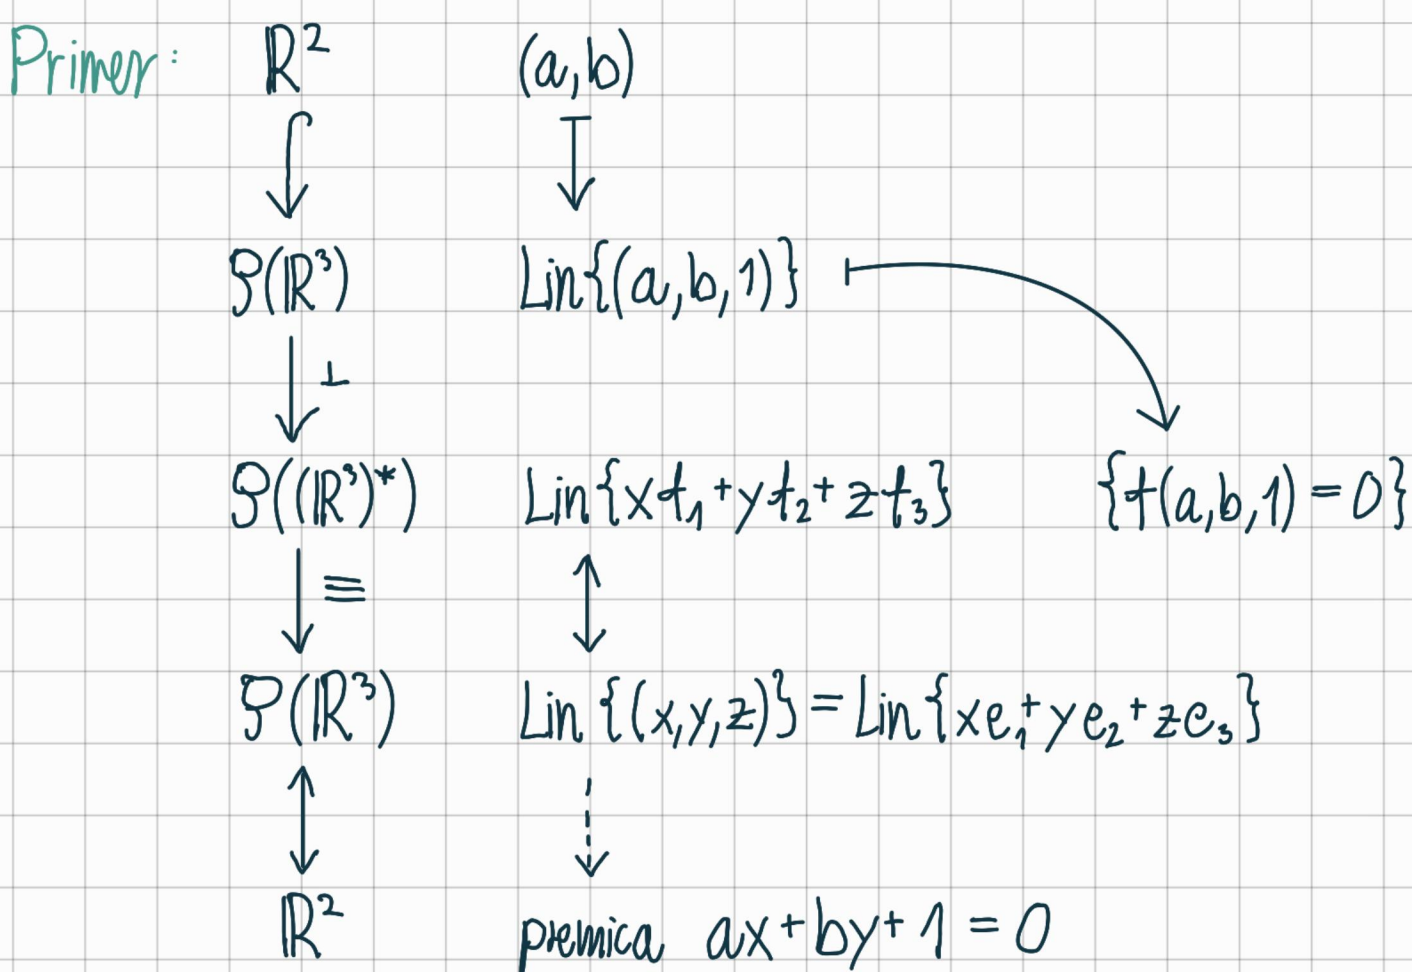 Primer: ℝ² (a,b)
𝒫(ℝ³) Lin{(a,b,1)}
⊥
𝒫((ℝ³)*) Lin{xf₁+yf₂+zf₃} {f(a,b,1)=0}
≡
𝒫(ℝ³) Lin{(x,y,z)}=Lin{xe₁+ye₂+ze₃}
ℝ² premica ax+by+1=0